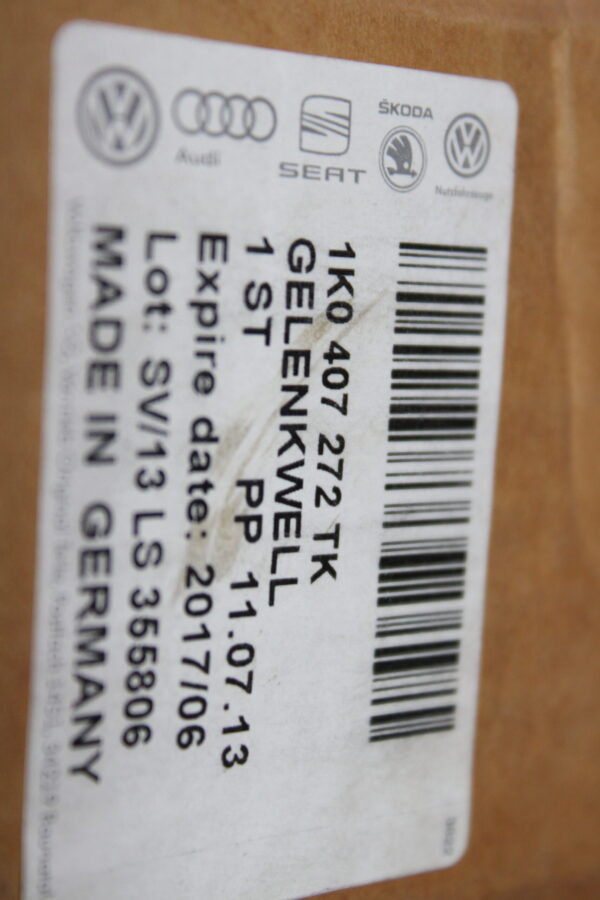 Audi
SEAT
ŠKODA
Nutzfahrzeuge
1K0 407 272 TK
GELENKWELL
1 ST PP 11.07.13
Expire date: 2017/06
Lot: SV/13 LS 355806
MADE IN GERMANY